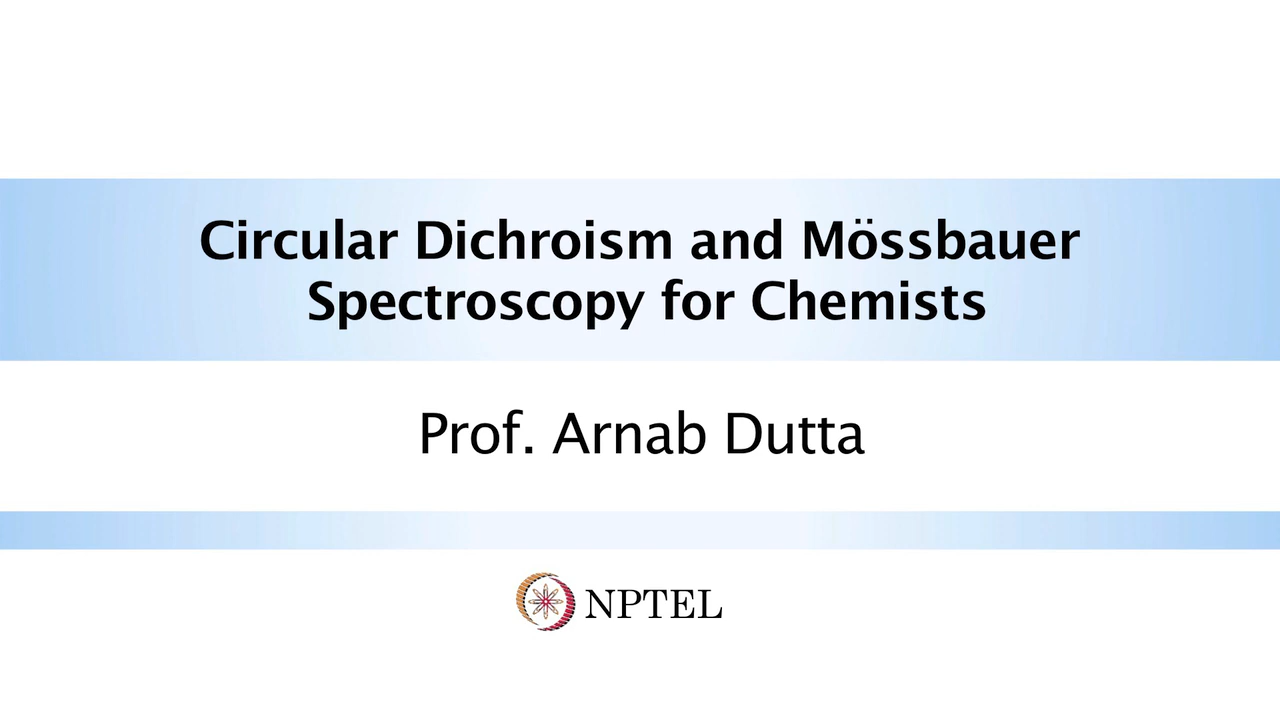 Circular Dichroism and Mössbauer
Spectroscopy for Chemists
Prof. Arnab Dutta
NPTEL